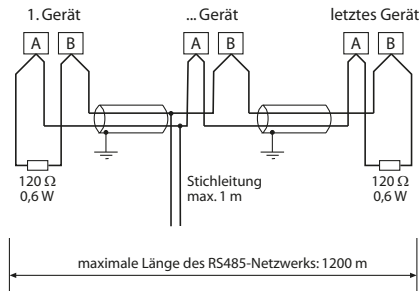 1. Gerät
... Gerät
letztes Gerät
A B
A B
A B
120 Ω
0,6 W
Stichleitung
max. 1 m
120 Ω
0,6 W
maximale Länge des RS485-Netzwerks: 1200 m